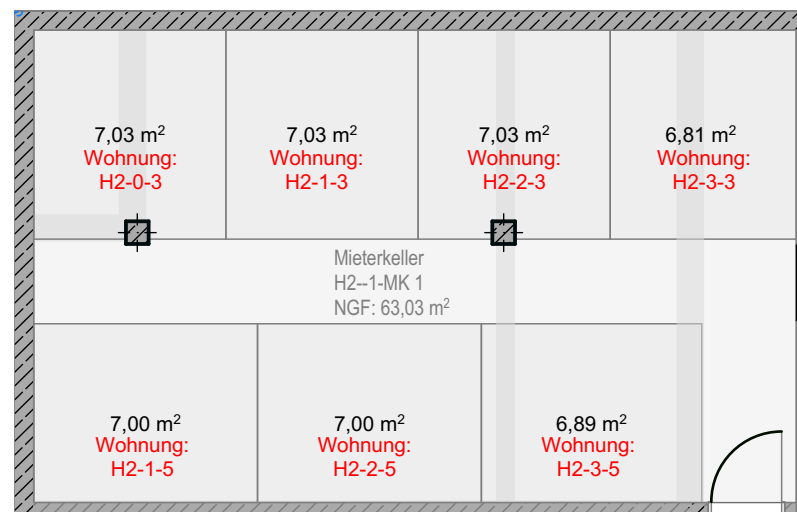 7,03 m²
Wohnung:
H2-0-3
7,03 m²
Wohnung:
H2-1-3
7,03 m²
Wohnung:
H2-2-3
6,81 m²
Wohnung:
H2-3-3
Mieterkeller
H2--1-MK 1
NGF: 63,03 m²
7,00 m²
Wohnung:
H2-1-5
7,00 m²
Wohnung:
H2-2-5
6,89 m²
Wohnung:
H2-3-5